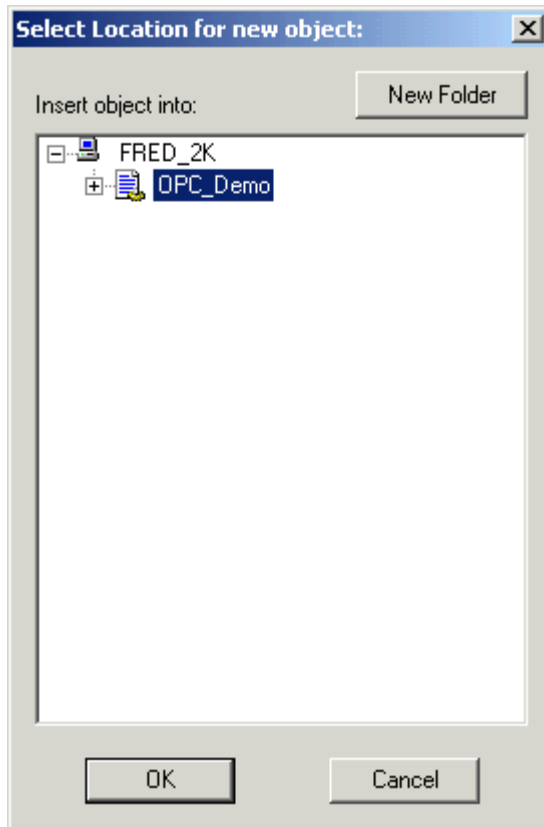 Select Location for new object:
New Folder
Insert object into:
FRED_2K
OPC_Demo
OK
Cancel